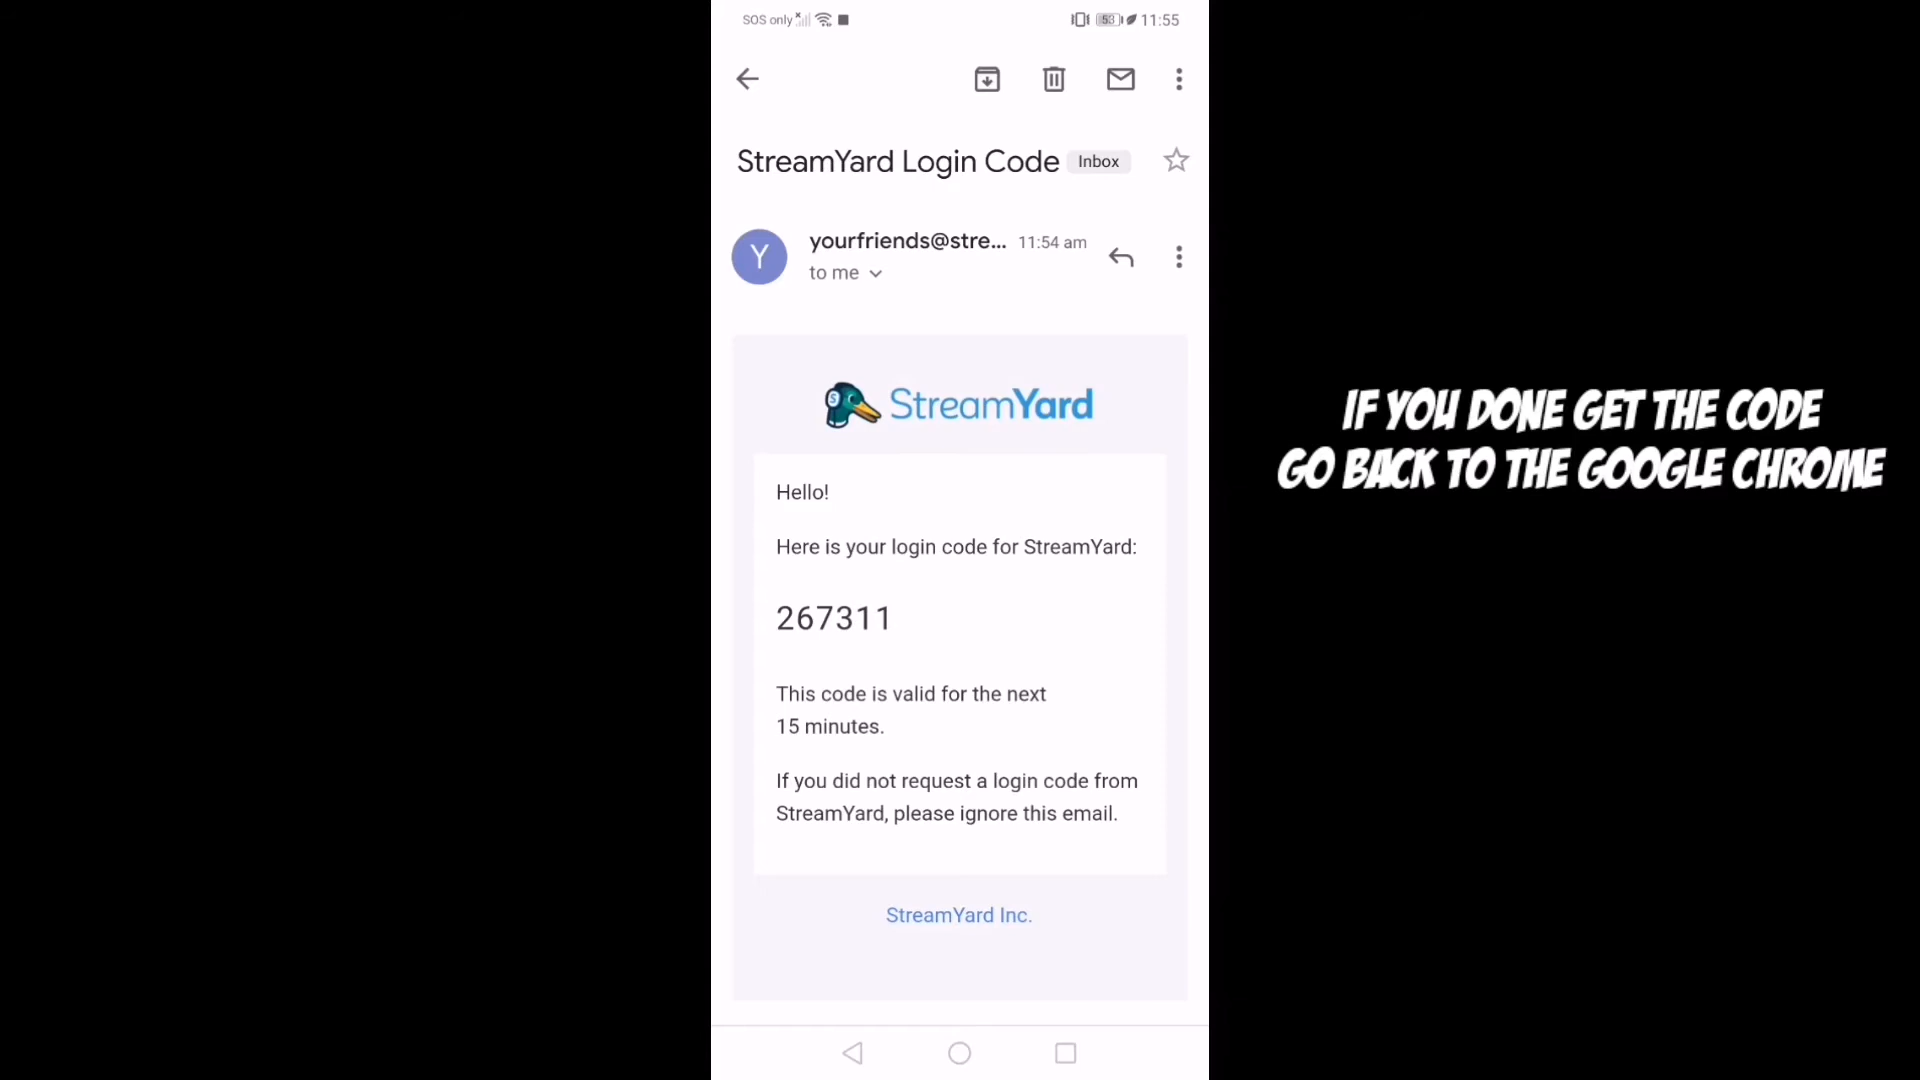 SOS only 53 11:55
StreamYard Login Code Inbox
Y yourfriends@stre... 11:54 am
to me
StreamYard
Hello!
Here is your login code for StreamYard:
267311
This code is valid for the next
15 minutes.
If you did not request a login code from
StreamYard, please ignore this email.
StreamYard Inc.
IF YOU DONE GET THE CODE
GO BACK TO THE GOOGLE CHROME